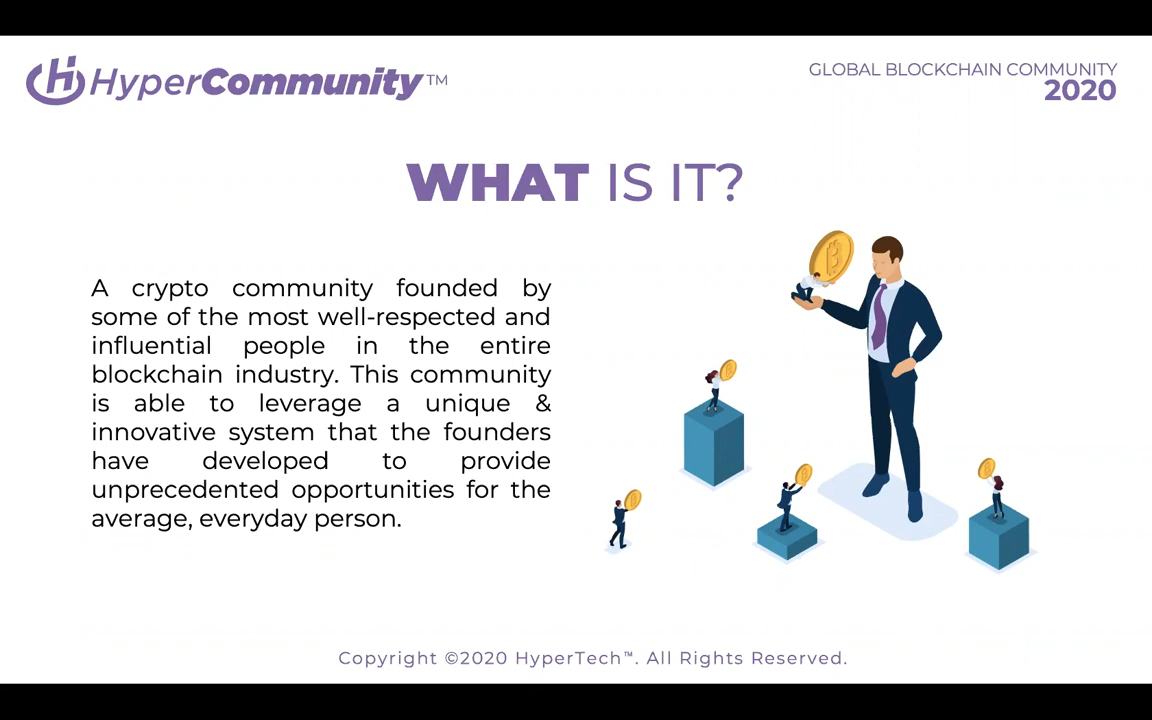 HyperCommunity™
GLOBAL BLOCKCHAIN COMMUNITY
2020
WHAT IS IT?
A crypto community founded by
some of the most well-respected and
influential people in the entire
blockchain industry. This community
is able to leverage a unique &
innovative system that the founders
have developed to provide
unprecedented opportunities for the
average, everyday person.
Copyright ©2020 HyperTech™. All Rights Reserved.